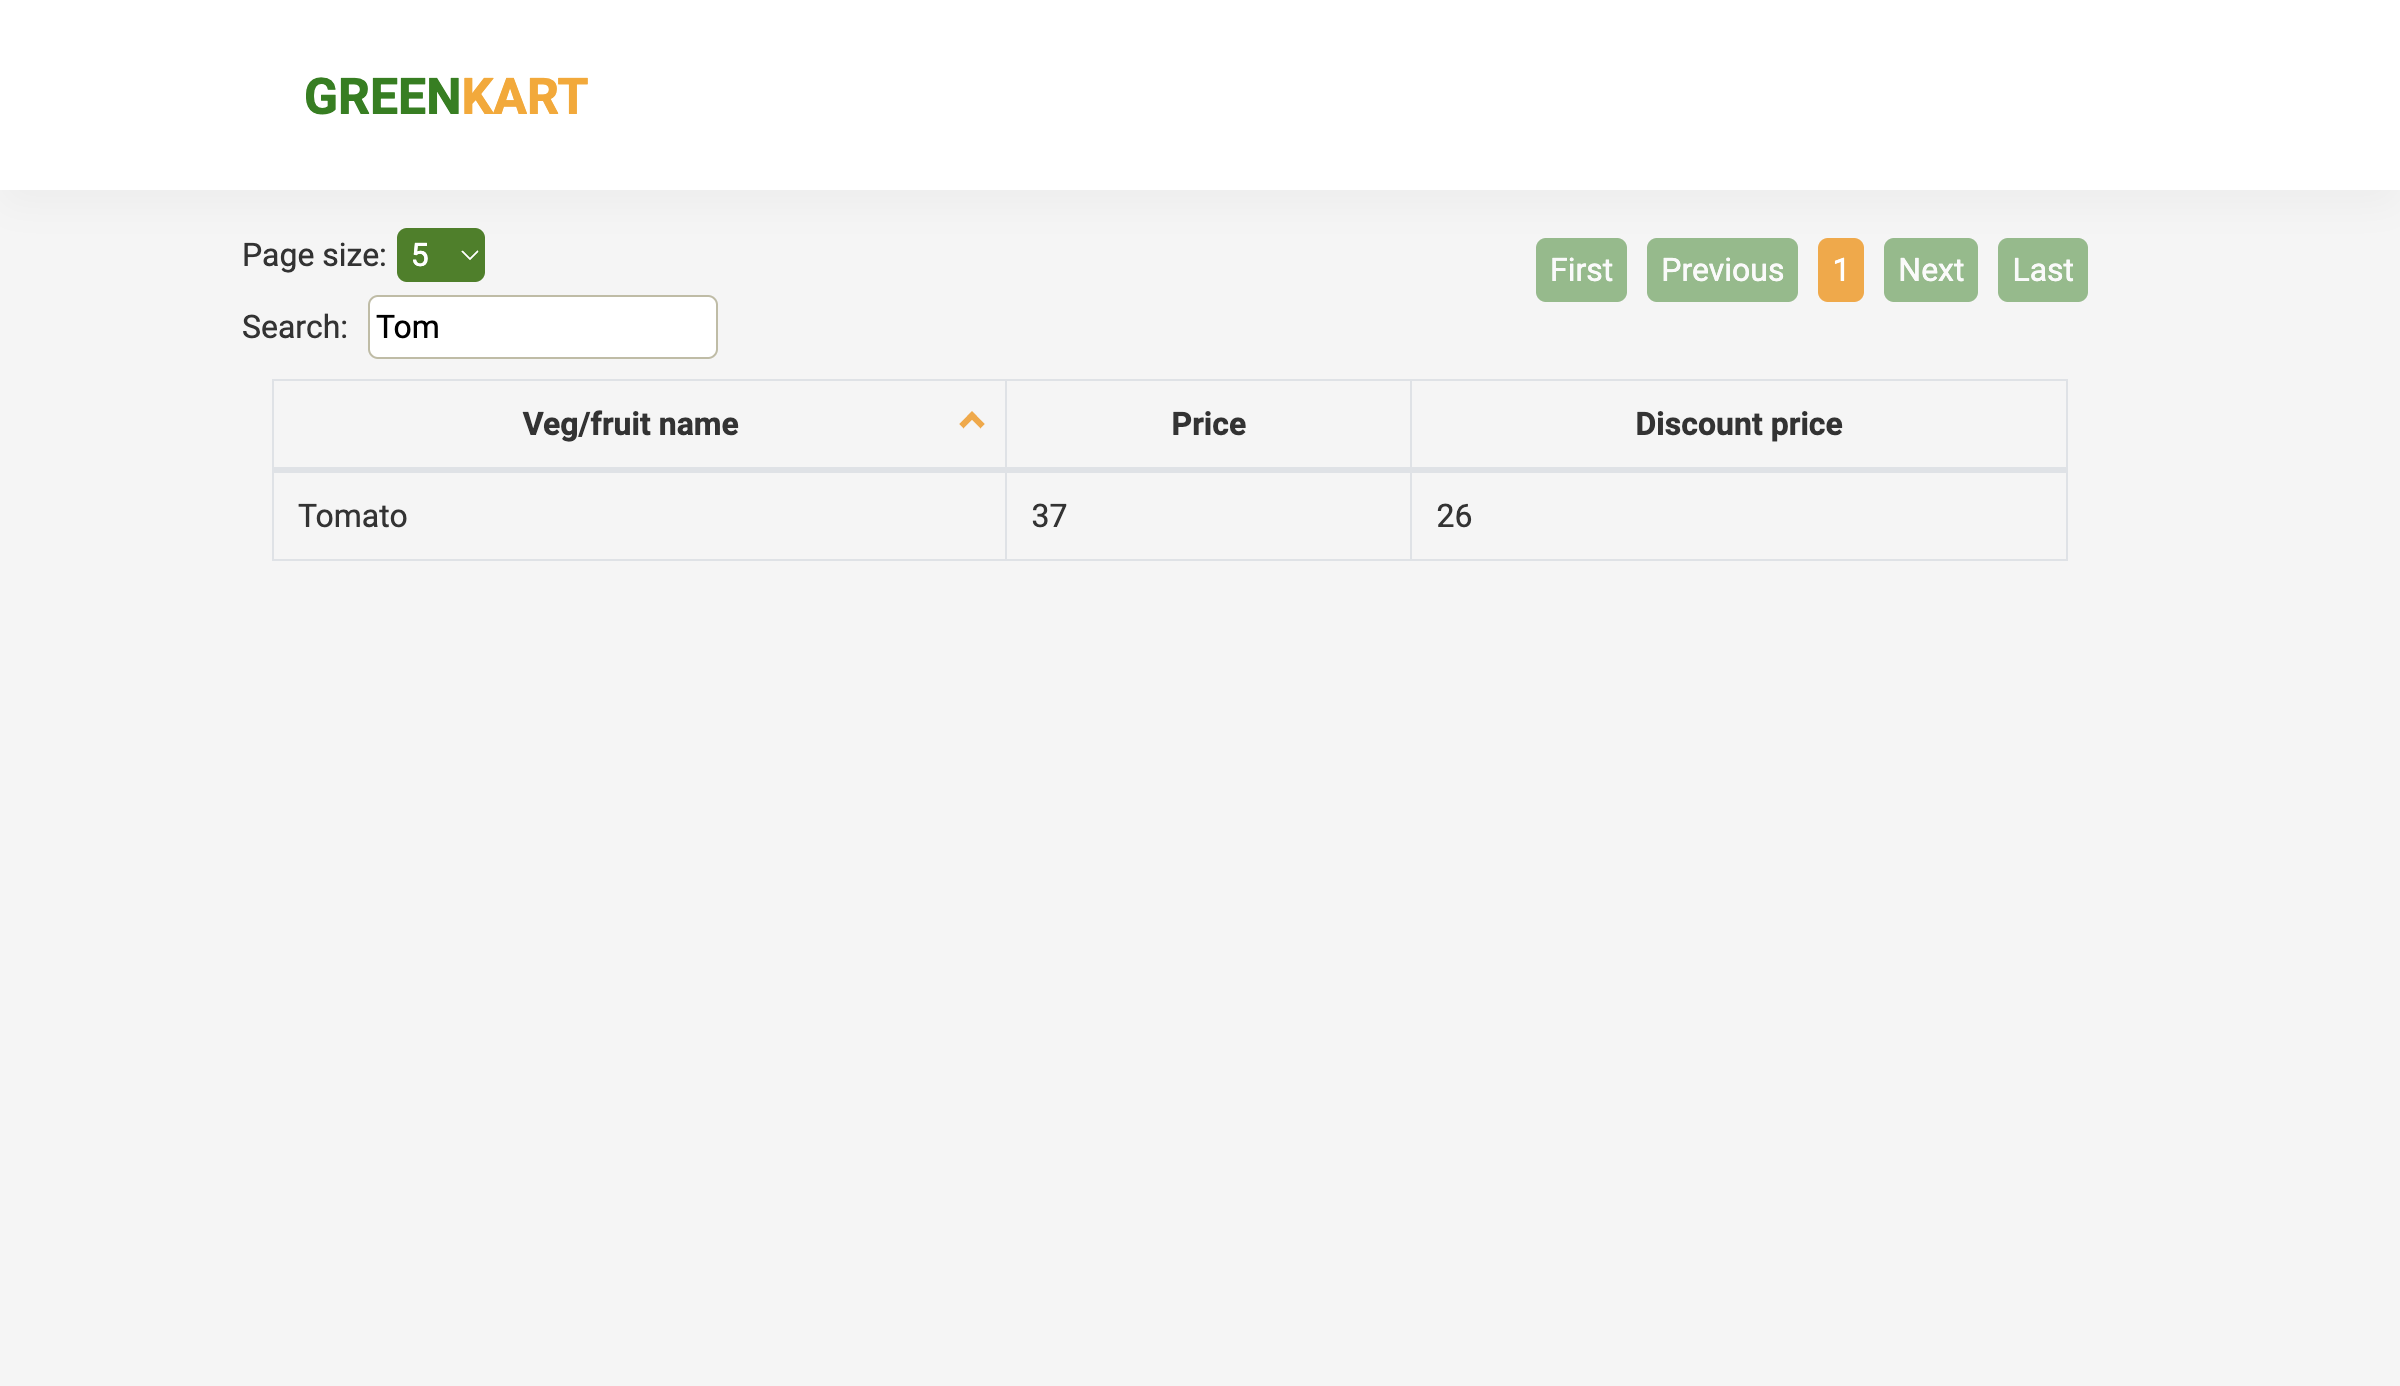 GREENKART
Page size: 5
First Previous 1 Next Last
Search: Tom
Veg/fruit name Price Discount price
Tomato 37 26